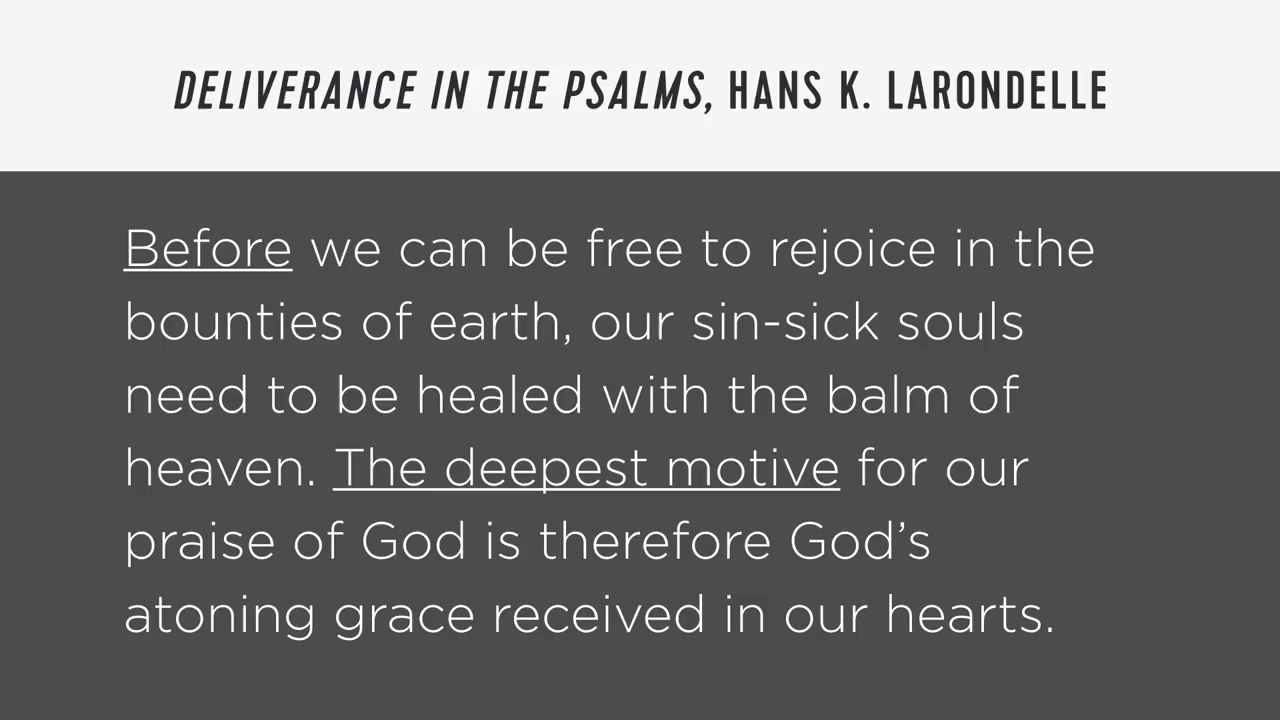 DELIVERANCE IN THE PSALMS, HANS K. LARONDELLE
Before we can be free to rejoice in the
bounties of earth, our sin-sick souls
need to be healed with the balm of
heaven. The deepest motive for our
praise of God is therefore God’s
atoning grace received in our hearts.